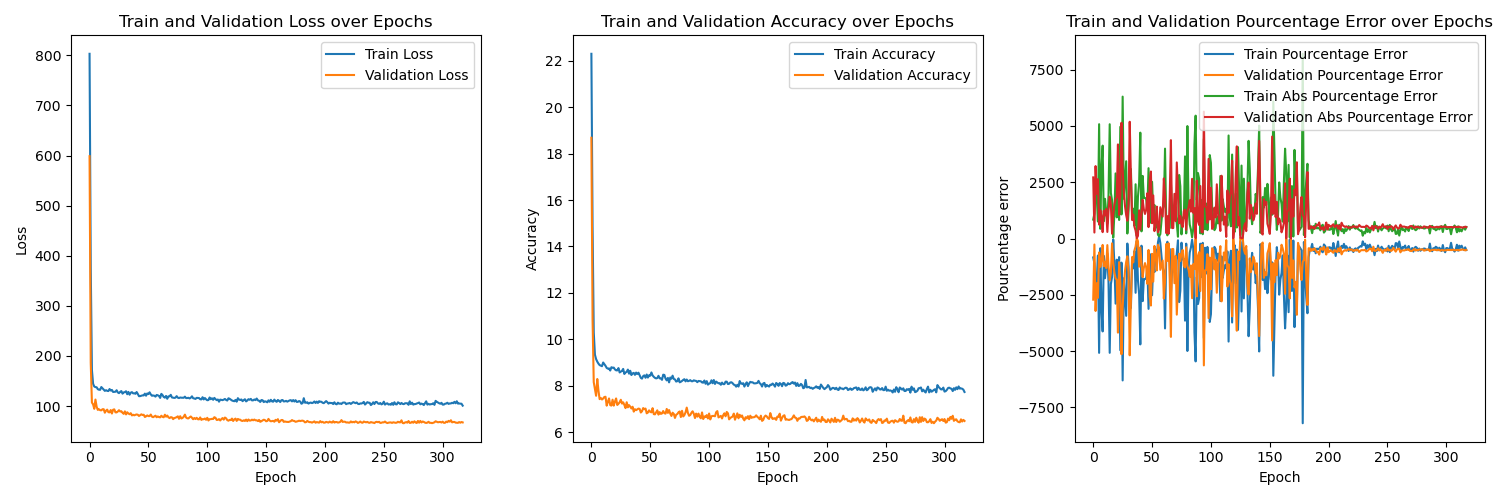 Train and Validation Loss over Epochs
Train Loss
Validation Loss
800
700
600
500
400
300
200
100
0
50
100
150
200
250
300
Loss
Epoch
Train and Validation Accuracy over Epochs
Train Accuracy
Validation Accuracy
22
20
18
16
14
12
10
8
6
0
50
100
150
200
250
300
Accuracy
Epoch
Train and Validation Pourcentage Error over Epochs
Train Pourcentage Error
Validation Pourcentage Error
Train Abs Pourcentage Error
Validation Abs Pourcentage Error
7500
5000
2500
0
−2500
−5000
−7500
0
50
100
150
200
250
300
Pourcentage error
Epoch